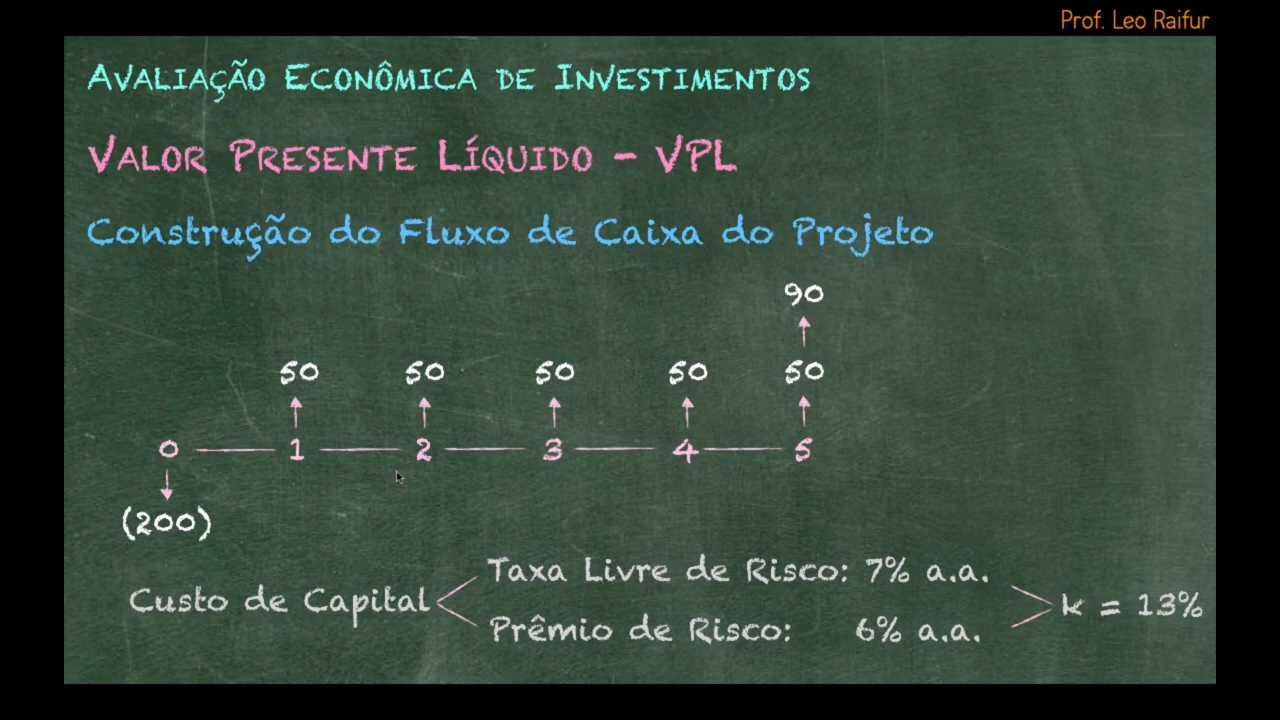 Prof. Leo Raifur
Avaliação Econômica de Investimentos
Valor Presente Líquido - VPL
Construção do Fluxo de Caixa do Projeto
90
50 50 50 50 50
0 1 2 3 4 5
(200)
Taxa Livre de Risco: 7% a.a.
Custo de Capital k = 13%
Prêmio de Risco: 6% a.a.